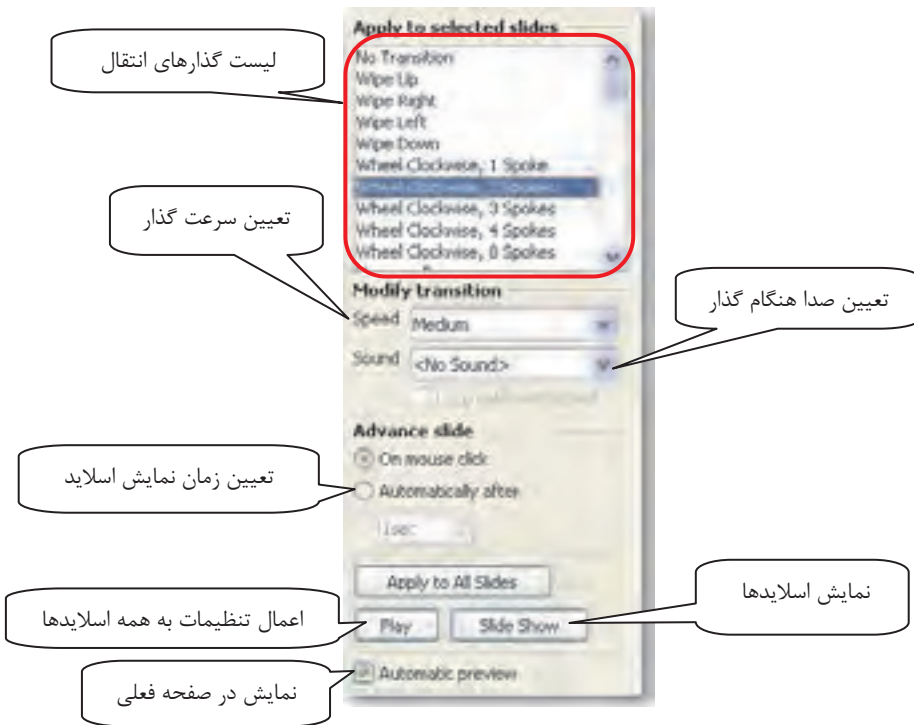 Apply to selected slides
لیست گذارهای انتقال
No Transition
Wipe Up
Wipe Right
Wipe Left
Wipe Down
Wheel Clockwise, 1 Spoke
Wheel Clockwise, 3 Spokes
Wheel Clockwise, 4 Spokes
Wheel Clockwise, 8 Spokes
تعیین سرعت گذار
Modify transition
تعیین صدا هنگام گذار
Speed Medium
Sound <No Sound>
Advance slide
On mouse click
تعیین زمان نمایش اسلاید
Automatically after
Apply to All Slides
نمایش اسلایدها
اعمال تنظیمات به همه اسلایدها
Play Slide Show
Automatic preview
نمایش در صفحه فعلی